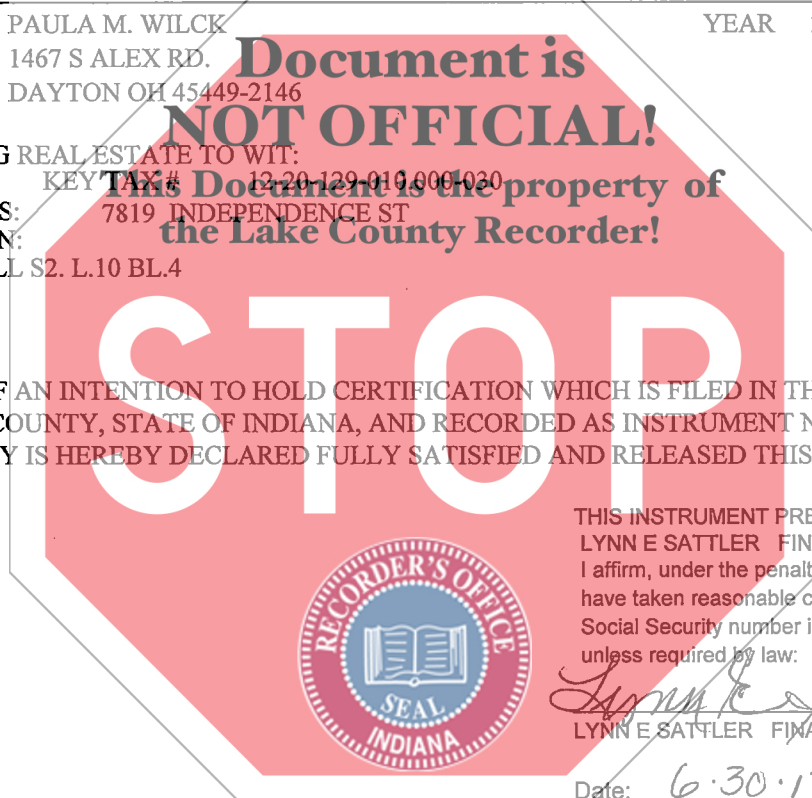 PAULA M. WILCK YEAR
1467 S ALEX RD.
Document is
DAYTON OH 45449-2146
NOT OFFICIAL!
G REAL ESTATE TO WIT:
KEY TAX # 12-20-129-010.000-030
This Document is the property of
S: 7819 INDEPENDENCE ST
the Lake County Recorder!
N:
LL S2. L.10 BL.4
STOP
F AN INTENTION TO HOLD CERTIFICATION WHICH IS FILED IN TH
COUNTY, STATE OF INDIANA, AND RECORDED AS INSTRUMENT N
Y IS HEREBY DECLARED FULLY SATISFIED AND RELEASED THIS
THIS INSTRUMENT PRE
LYNN E SATTLER FIN
I affirm, under the penalt
have taken reasonable c
Social Security number i
unless required by law:
Lynn E
LYNN E SATTLER FINA
Date: 6.30.1
RECORDER'S OFFICE
SEAL
INDIANA